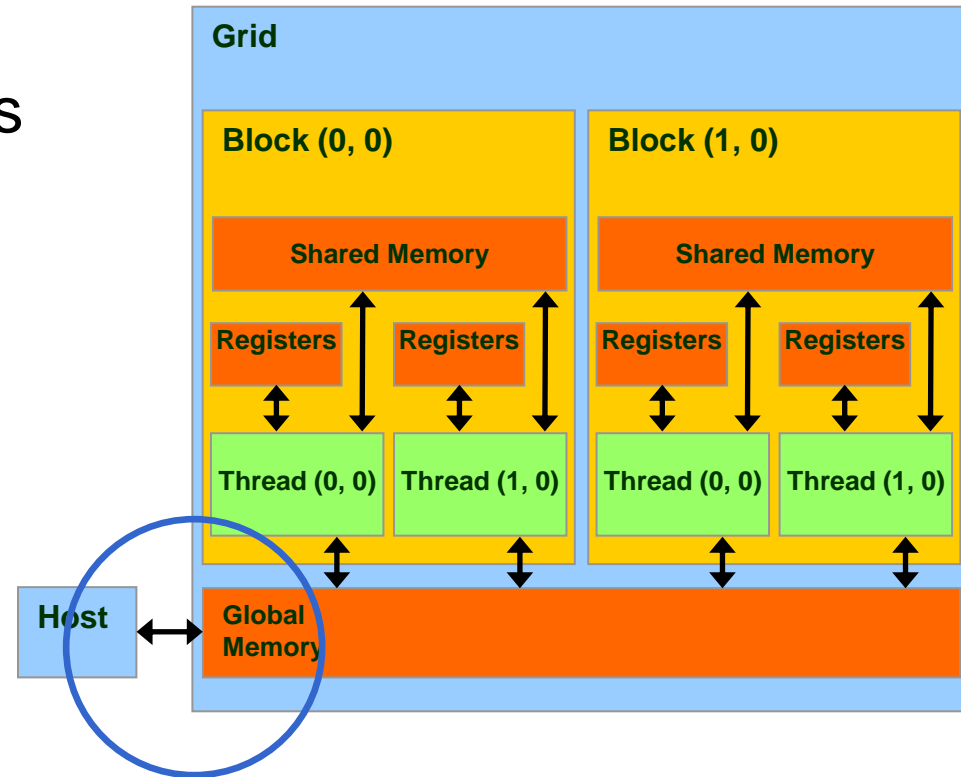 Grid
s
Block (0, 0)
Block (1, 0)
Shared Memory
Shared Memory
Registers
Registers
Registers
Registers
Thread (0, 0)
Thread (1, 0)
Thread (0, 0)
Thread (1, 0)
Host
Global
Memory